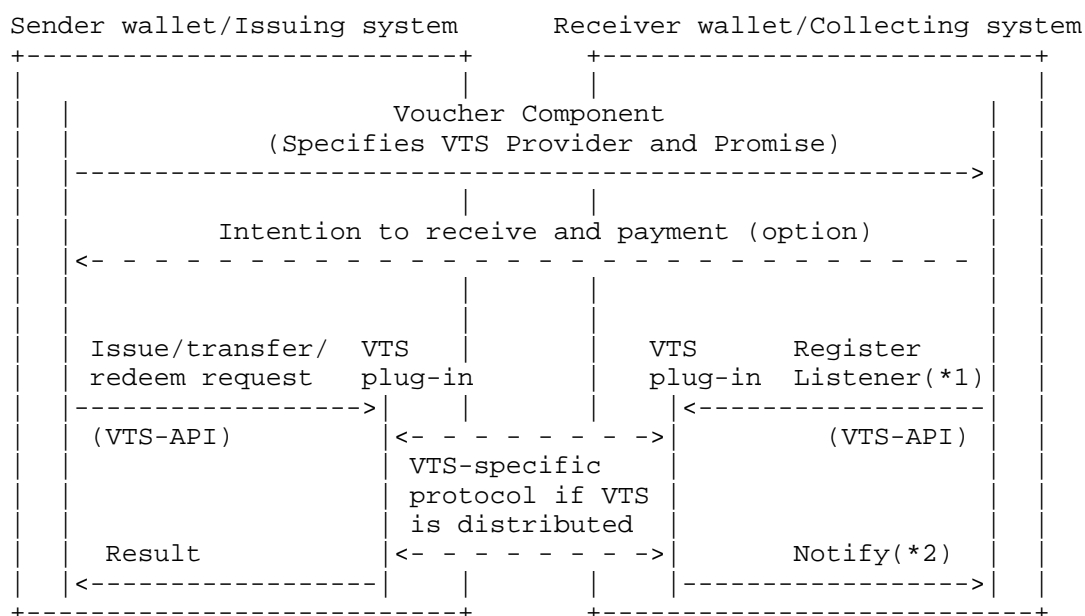 Sender wallet/Issuing system Receiver wallet/Collecting system
Voucher Component
(Specifies VTS Provider and Promise)
Intention to receive and payment (option)
Issue/transfer/ VTS VTS Register
redeem request plug-in plug-in Listener(*1)
(VTS-API) (VTS-API)
VTS-specific
protocol if VTS
is distributed
Result Notify(*2)